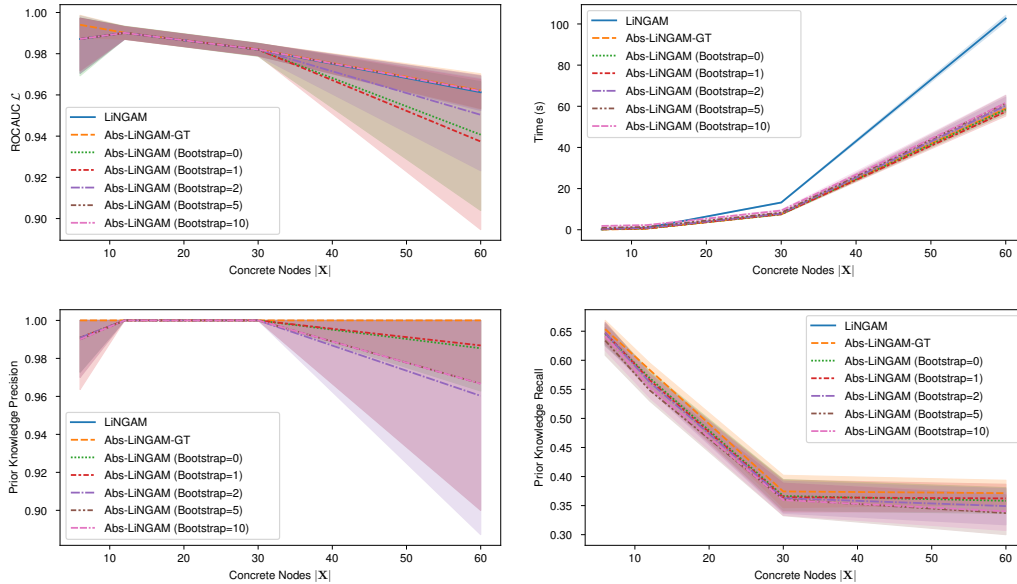 1.00
0.98
0.96
0.94
0.92
0.90
ROCAUC ℒ
LiNGAM
Abs-LiNGAM-GT
Abs-LiNGAM (Bootstrap=0)
Abs-LiNGAM (Bootstrap=1)
Abs-LiNGAM (Bootstrap=2)
Abs-LiNGAM (Bootstrap=5)
Abs-LiNGAM (Bootstrap=10)
10 20 30 40 50 60
Concrete Nodes |X|
100
80
60
40
20
0
Time (s)
LiNGAM
Abs-LiNGAM-GT
Abs-LiNGAM (Bootstrap=0)
Abs-LiNGAM (Bootstrap=1)
Abs-LiNGAM (Bootstrap=2)
Abs-LiNGAM (Bootstrap=5)
Abs-LiNGAM (Bootstrap=10)
10 20 30 40 50 60
Concrete Nodes |X|
1.00
0.98
0.96
0.94
0.92
0.90
Prior Knowledge Precision
LiNGAM
Abs-LiNGAM-GT
Abs-LiNGAM (Bootstrap=0)
Abs-LiNGAM (Bootstrap=1)
Abs-LiNGAM (Bootstrap=2)
Abs-LiNGAM (Bootstrap=5)
Abs-LiNGAM (Bootstrap=10)
10 20 30 40 50 60
Concrete Nodes |X|
0.65
0.60
0.55
0.50
0.45
0.40
0.35
0.30
Prior Knowledge Recall
LiNGAM
Abs-LiNGAM-GT
Abs-LiNGAM (Bootstrap=0)
Abs-LiNGAM (Bootstrap=1)
Abs-LiNGAM (Bootstrap=2)
Abs-LiNGAM (Bootstrap=5)
Abs-LiNGAM (Bootstrap=10)
10 20 30 40 50 60
Concrete Nodes |X|